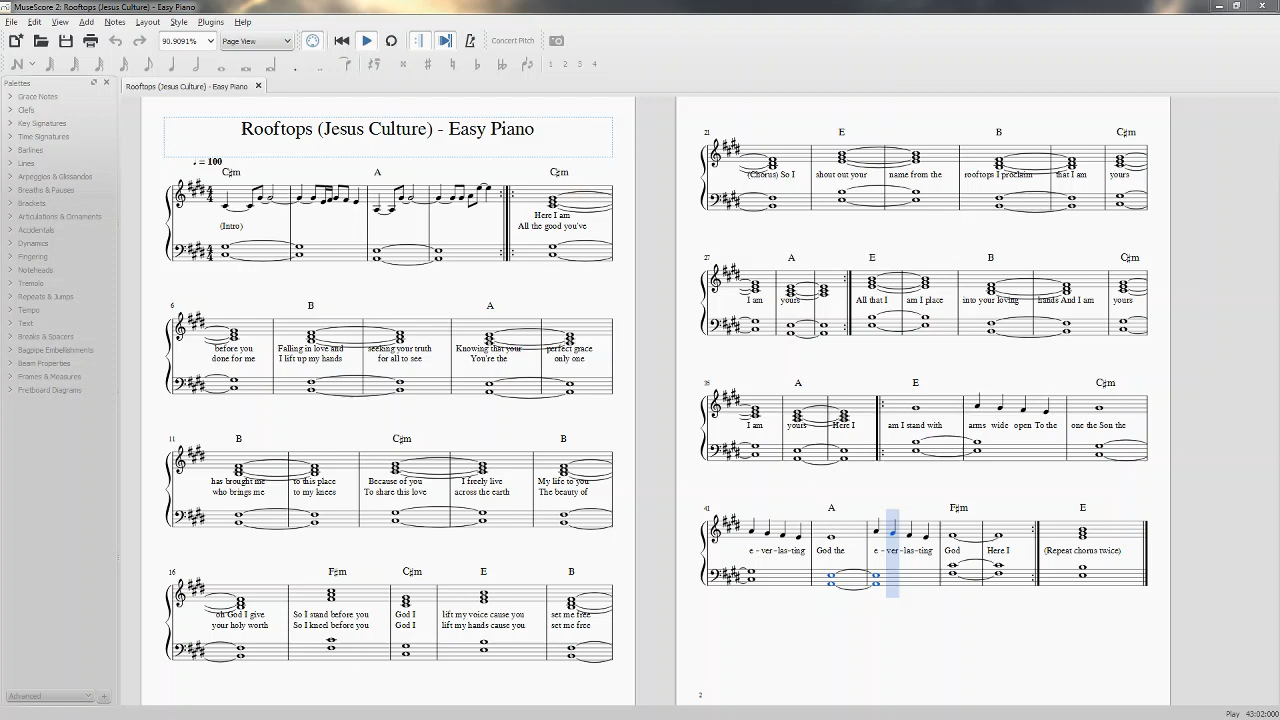 MuseScore 2: Rooftops (Jesus Culture) - Easy Piano
File Edit View Add Notes Layout Style Plugins Help
90.9091% Page View Concert Pitch
1 2 3 4
Palettes
Grace Notes
Clefs
Key Signatures
Time Signatures
Barlines
Lines
Arpeggios & Glissandos
Breaths & Pauses
Brackets
Articulations & Ornaments
Accidentals
Dynamics
Fingering
Noteheads
Tremolo
Repeats & Jumps
Tempo
Text
Breaks & Spacers
Bagpipe Embellishments
Beam Properties
Frames & Measures
Fretboard Diagrams
Advanced
Rooftops (Jesus Culture) - Easy Piano
Rooftops (Jesus Culture) - Easy Piano
♩ = 100
C♯m A C♯m
Here I am
(Intro) All the good you've
6 B A
before you Falling in love and seeking your truth Knowing that your perfect grace
done for me I lift up my hands for all to see You're the only one
11 B C♯m B
has brought me to this place Because of you I freely live My life to you
who brings me to my knees To share this love across the earth The beauty of
16 F♯m C♯m E B
oh God I give So I stand before you God I lift my voice cause you set me free
your holy worth So I kneel before you God I lift my hands cause you set me free
21 E B C♯m
(Chorus) So I shout out your name from the rooftops I proclaim that I am yours
27 A E B C♯m
I am yours All that I am I place into your loving hands And I am yours
35 A E C♯m
I am yours Here I am I stand with arms wide open To the one the Son the
41 A F♯m E
e - ver - las - ting God the e - ver - las - ting God Here I (Repeat chorus twice)
2
Play 43:02:000